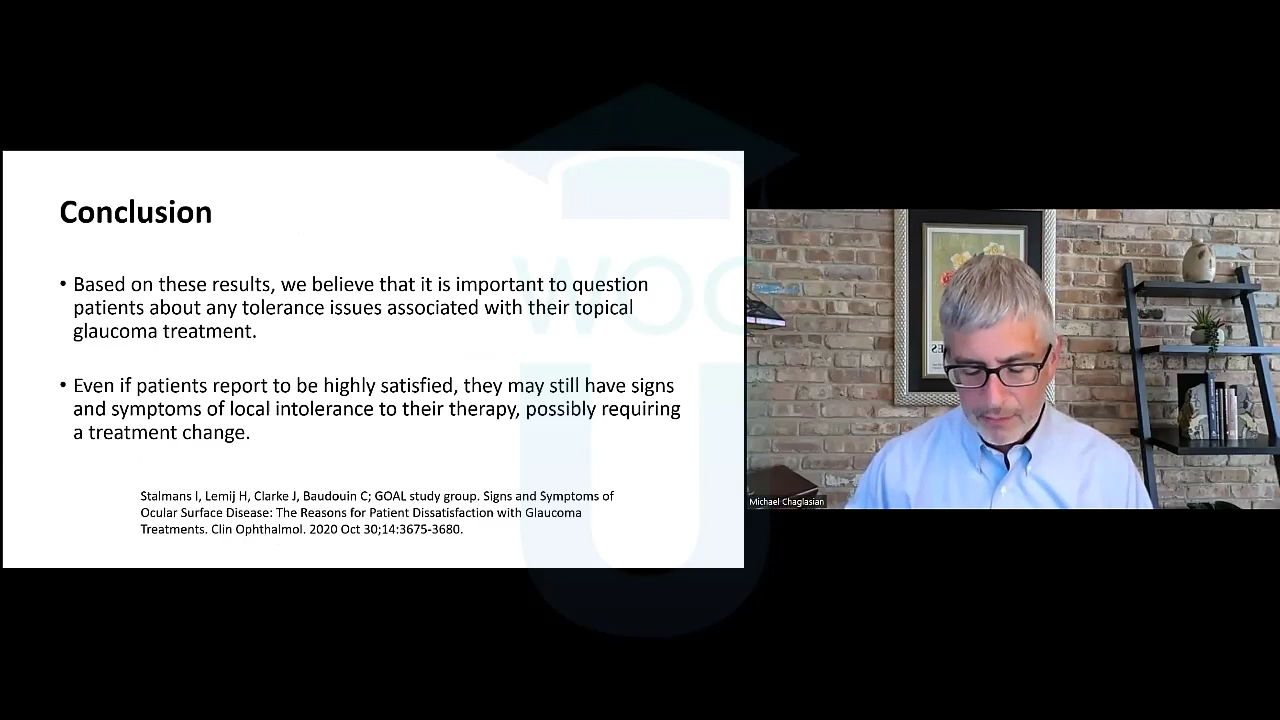 Conclusion
• Based on these results, we believe that it is important to question
patients about any tolerance issues associated with their topical
glaucoma treatment.
• Even if patients report to be highly satisfied, they may still have signs
and symptoms of local intolerance to their therapy, possibly requiring
a treatment change.
Stalmans I, Lemij H, Clarke J, Baudouin C; GOAL study group. Signs and Symptoms of
Ocular Surface Disease: The Reasons for Patient Dissatisfaction with Glaucoma
Treatments. Clin Ophthalmol. 2020 Oct 30;14:3675-3680.
WOO
U
Michael Chaglasian